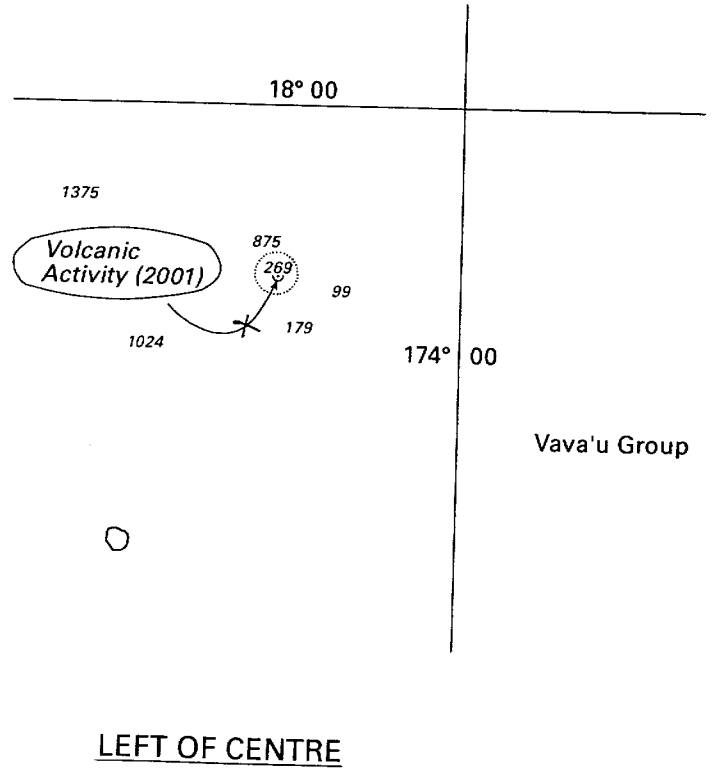 18° 00
1375
Volcanic
Activity (2001)
875
269
99
179
1024
174° 00
Vava'u Group
LEFT OF CENTRE